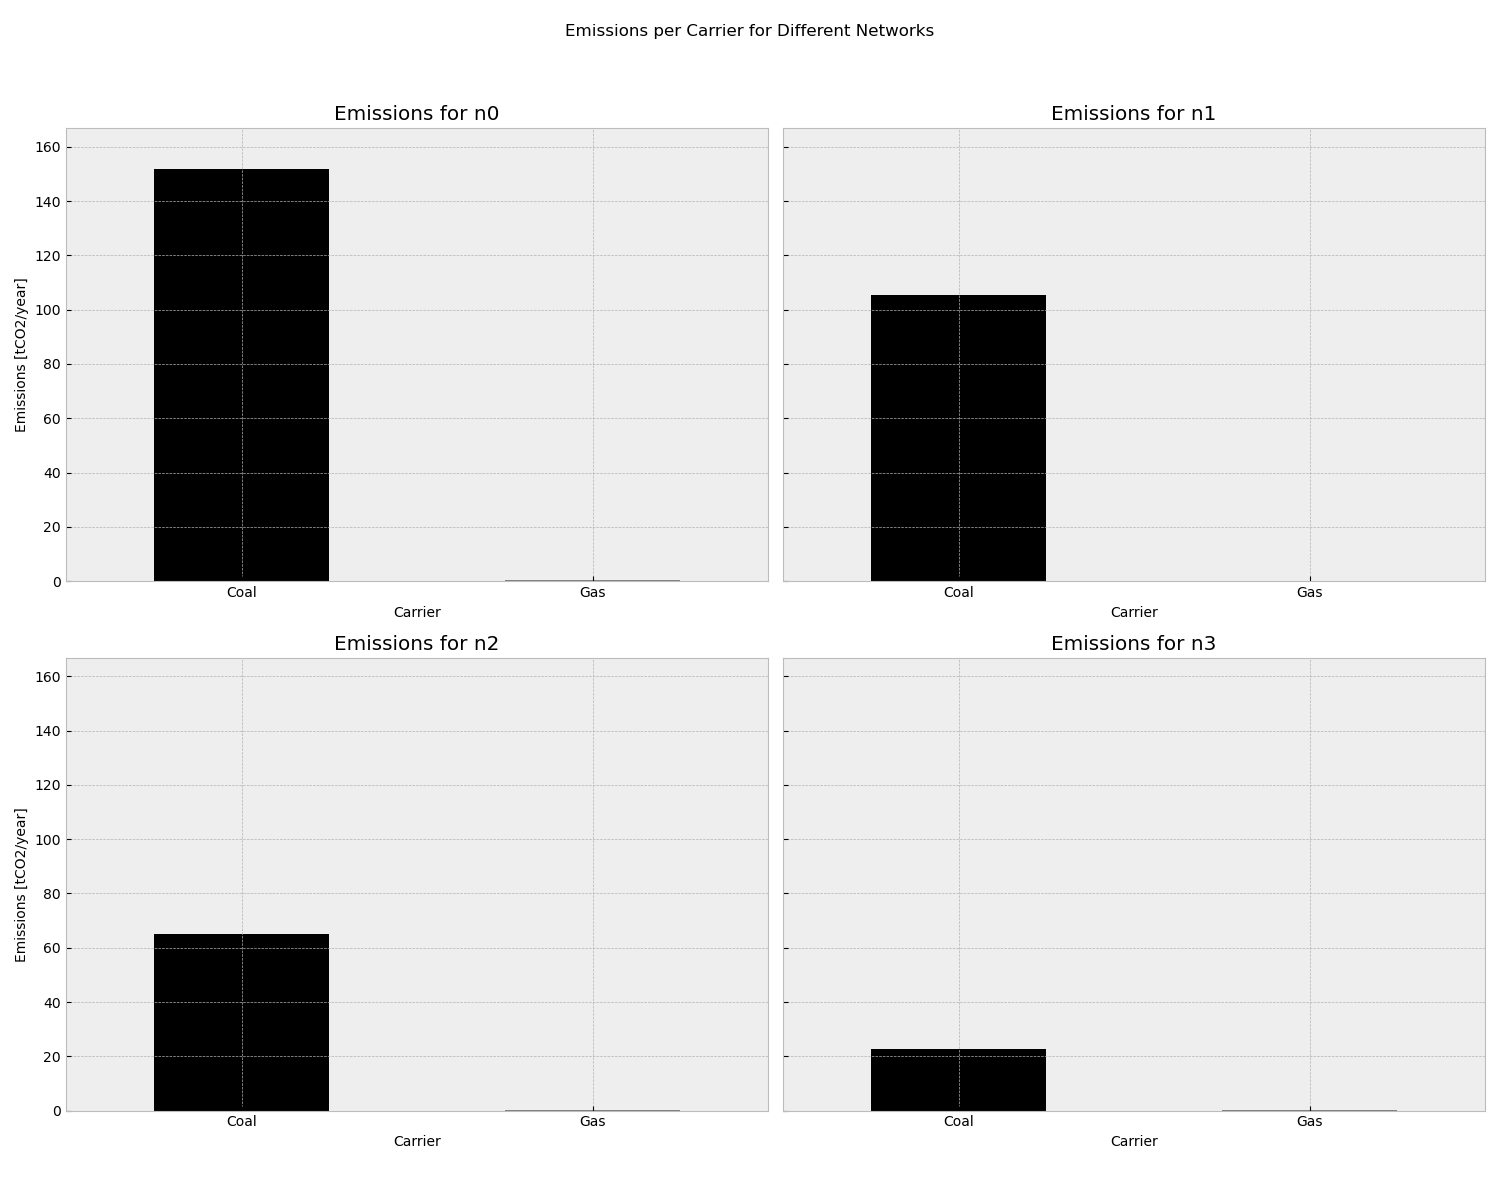 Emissions per Carrier for Different Networks
Emissions for n0
160
140
120
100
80
60
40
20
0
Emissions [tCO2/year]
Coal
Gas
Carrier
Emissions for n1
Coal
Gas
Carrier
Emissions for n2
160
140
120
100
80
60
40
20
0
Emissions [tCO2/year]
Coal
Gas
Carrier
Emissions for n3
Coal
Gas
Carrier